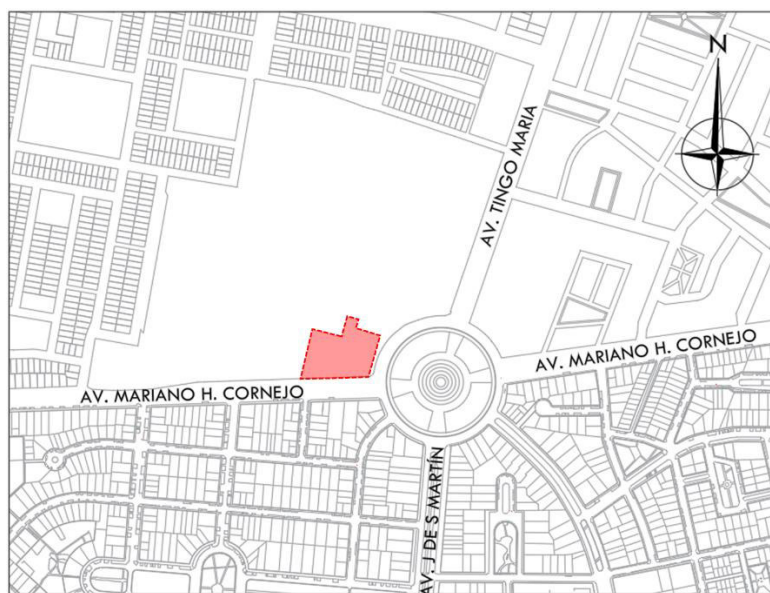 N
AV. TINGO MARIA
AV. MARIANO H. CORNEJO
AV. MARIANO H. CORNEJO
AV. J DE S MARTÍN